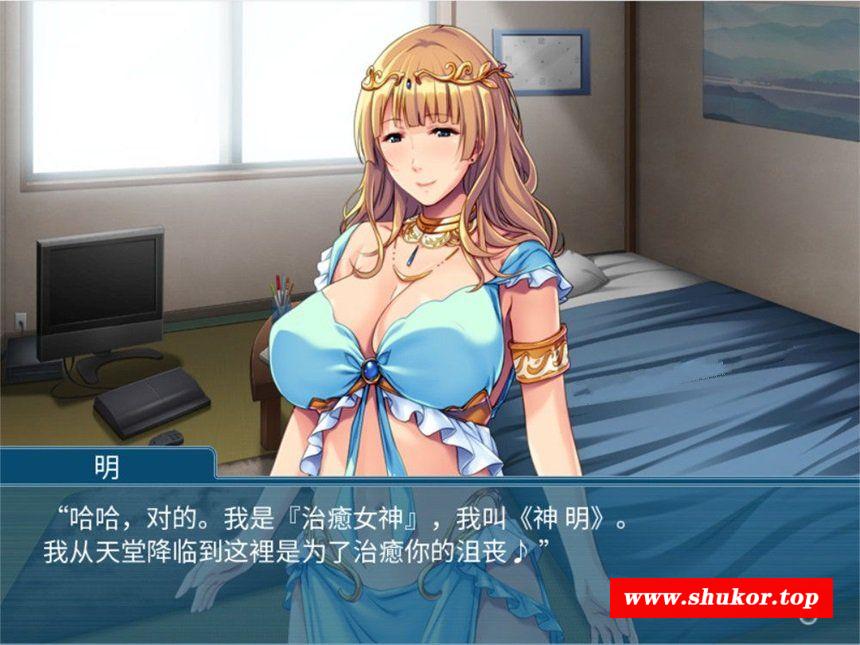 明
“哈哈，对的。我是『治癒女神』，我叫《神 明》。
我从天堂降临到这裡是为了治癒你的沮丧♪”
www.shukor.top